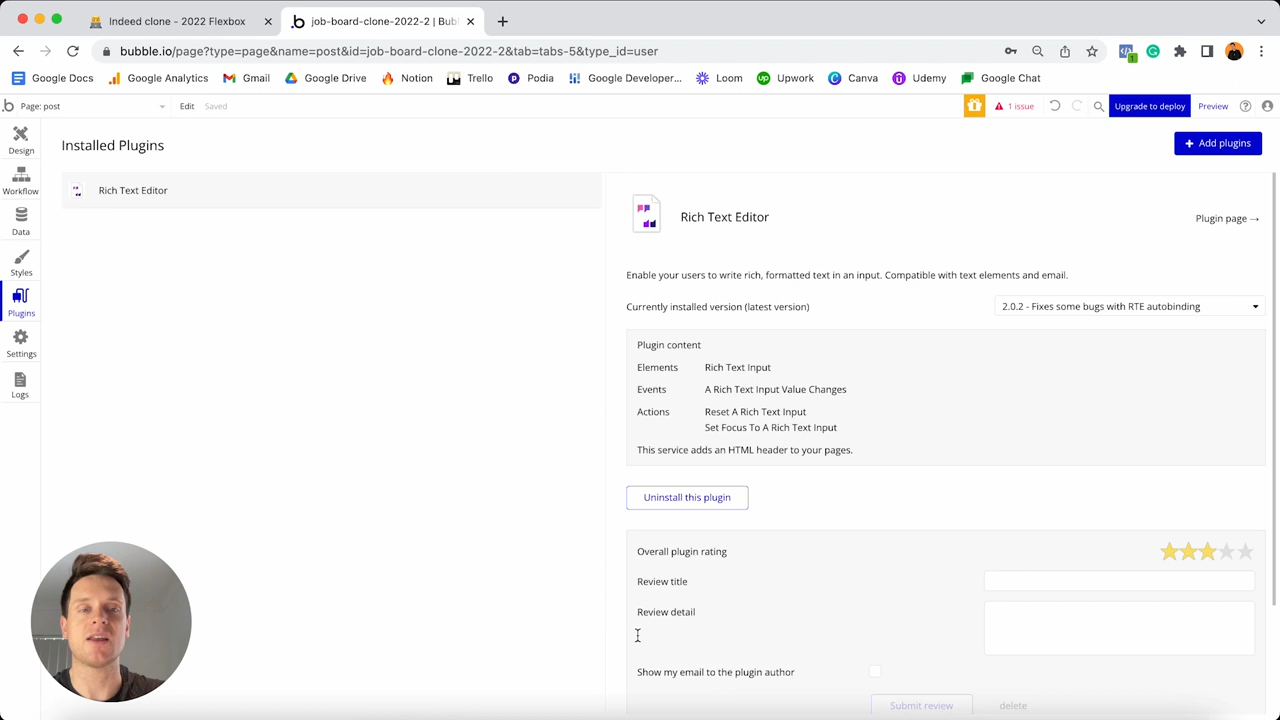 Indeed clone - 2022 Flexbox
job-board-clone-2022-2 | Bubl
bubble.io/page?type=page&name=post&id=job-board-clone-2022-2&tab=tabs-5&type_id=user
1
Google Docs
Google Analytics
Gmail
Google Drive
Notion
Trello
Podia
Google Developer...
Loom
Upwork
Canva
Udemy
Google Chat
Page: post
Edit
Saved
1 issue
Upgrade to deploy
Preview
Design
Workflow
Data
Styles
Plugins
Settings
Logs
Installed Plugins
+ Add plugins
Rich Text Editor
Rich Text Editor
Plugin page →
Enable your users to write rich, formatted text in an input. Compatible with text elements and email.
Currently installed version (latest version)
2.0.2 - Fixes some bugs with RTE autobinding
Plugin content
Elements Rich Text Input
Events A Rich Text Input Value Changes
Actions Reset A Rich Text Input
Set Focus To A Rich Text Input
This service adds an HTML header to your pages.
Uninstall this plugin
Overall plugin rating
Review title
Review detail
Show my email to the plugin author
Submit review
delete